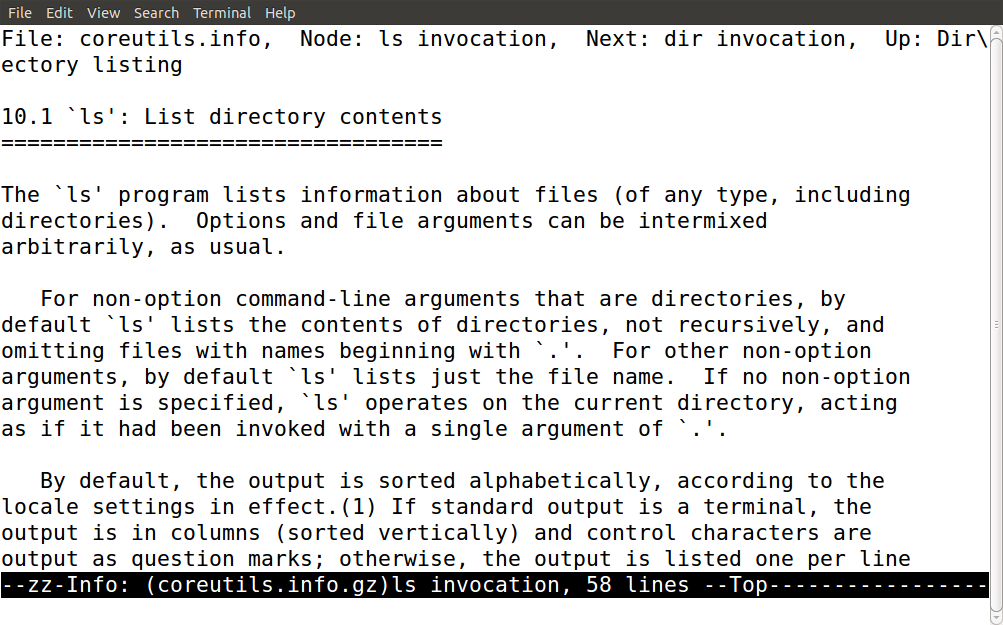 File Edit View Search Terminal Help
File: coreutils.info,  Node: ls invocation,  Next: dir invocation,  Up: Dir\
ectory listing
10.1 `ls': List directory contents
==================================
The `ls' program lists information about files (of any type, including
directories).  Options and file arguments can be intermixed
arbitrarily, as usual.
   For non-option command-line arguments that are directories, by
default `ls' lists the contents of directories, not recursively, and
omitting files with names beginning with `.'.  For other non-option
arguments, by default `ls' lists just the file name.  If no non-option
argument is specified, `ls' operates on the current directory, acting
as if it had been invoked with a single argument of `.'.
   By default, the output is sorted alphabetically, according to the
locale settings in effect.(1) If standard output is a terminal, the
output is in columns (sorted vertically) and control characters are
output as question marks; otherwise, the output is listed one per line
--zz-Info: (coreutils.info.gz)ls invocation, 58 lines --Top-----------------